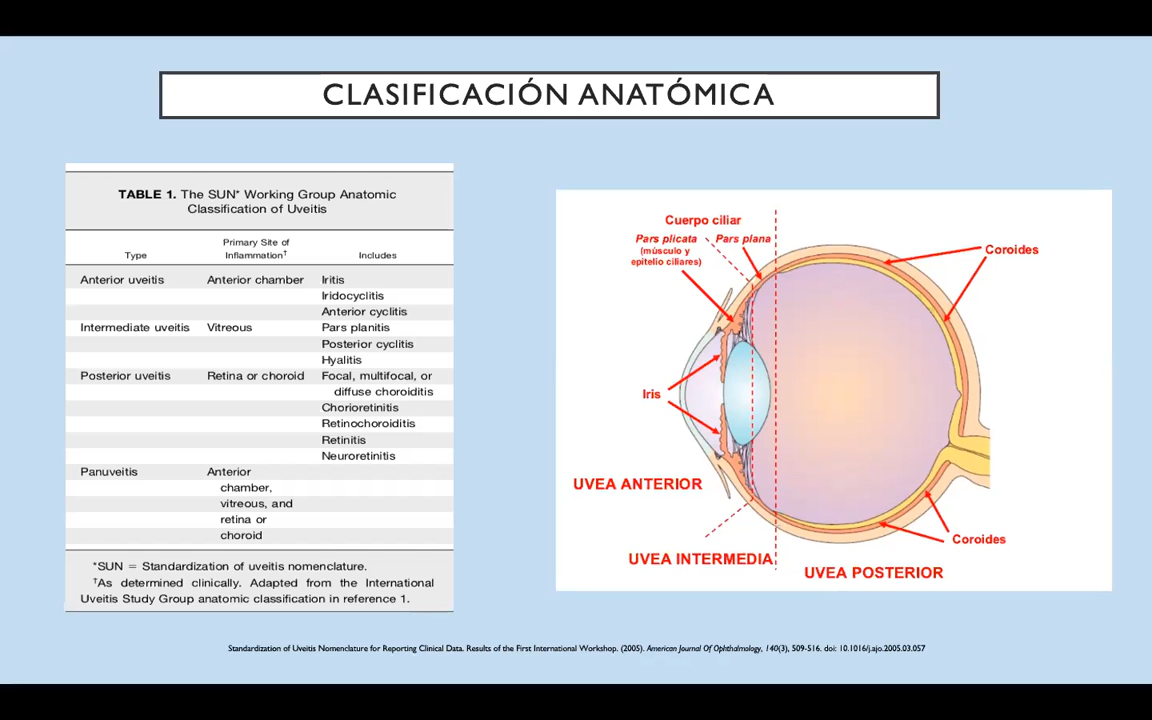 CLASIFICACIÓN ANATÓMICA
TABLE 1. The SUN* Working Group Anatomic
Classification of Uveitis
Type Primary Site of Inflammation† Includes
Anterior uveitis Anterior chamber Iritis
Iridocyclitis
Anterior cyclitis
Intermediate uveitis Vitreous Pars planitis
Posterior cyclitis
Hyalitis
Posterior uveitis Retina or choroid Focal, multifocal, or
diffuse choroiditis
Chorioretinitis
Retinochoroiditis
Retinitis
Neuroretinitis
Panuveitis Anterior
chamber,
vitreous, and
retina or
choroid
*SUN = Standardization of uveitis nomenclature.
†As determined clinically. Adapted from the International
Uveitis Study Group anatomic classification in reference 1.
Cuerpo ciliar
Pars plicata
(músculo y
epitelio ciliares)
Pars plana
Coroides
Iris
UVEA ANTERIOR
Coroides
UVEA INTERMEDIA
UVEA POSTERIOR
Standardization of Uveitis Nomenclature for Reporting Clinical Data. Results of the First International Workshop. (2005). American Journal Of Ophthalmology, 140(3), 509-516. doi: 10.1016/j.ajo.2005.03.057